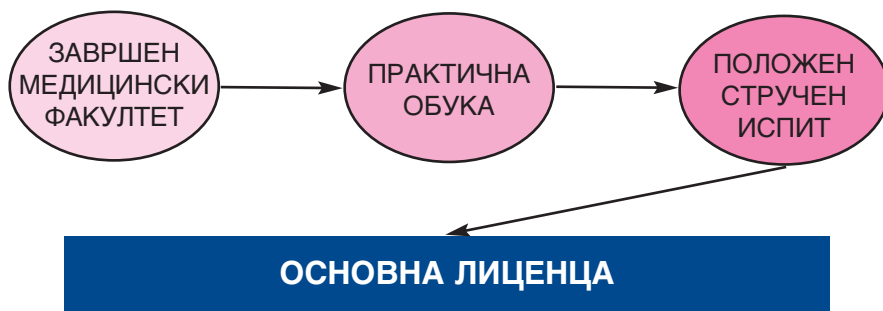 ЗАВРШЕН
МЕДИЦИНСКИ
ФАКУЛТЕТ
ПРАКТИЧНА
ОБУКА
ПОЛОЖЕН
СТРУЧЕН
ИСПИТ
ОСНОВНА ЛИЦЕНЦА